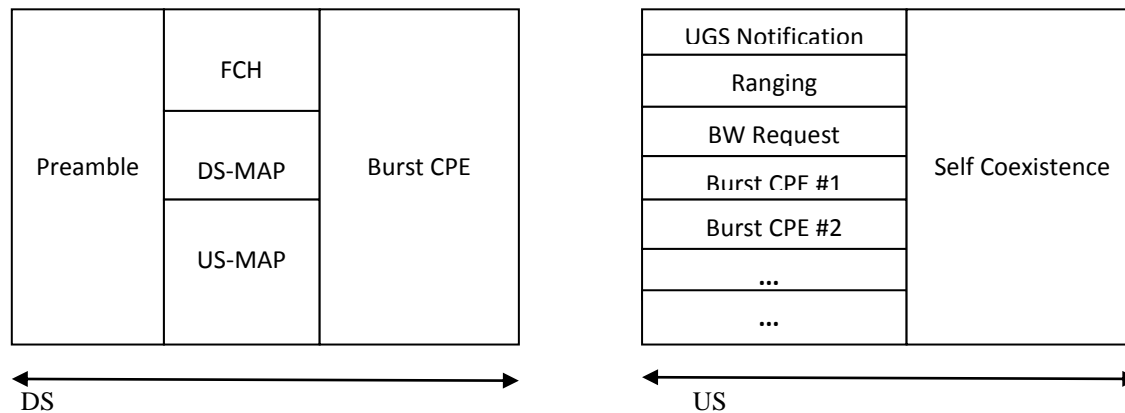 Preamble
FCH
DS-MAP
US-MAP
Burst CPE
DS
UGS Notification
Ranging
BW Request
Burst CPE #1
Burst CPE #2
...
...
Self Coexistence
US